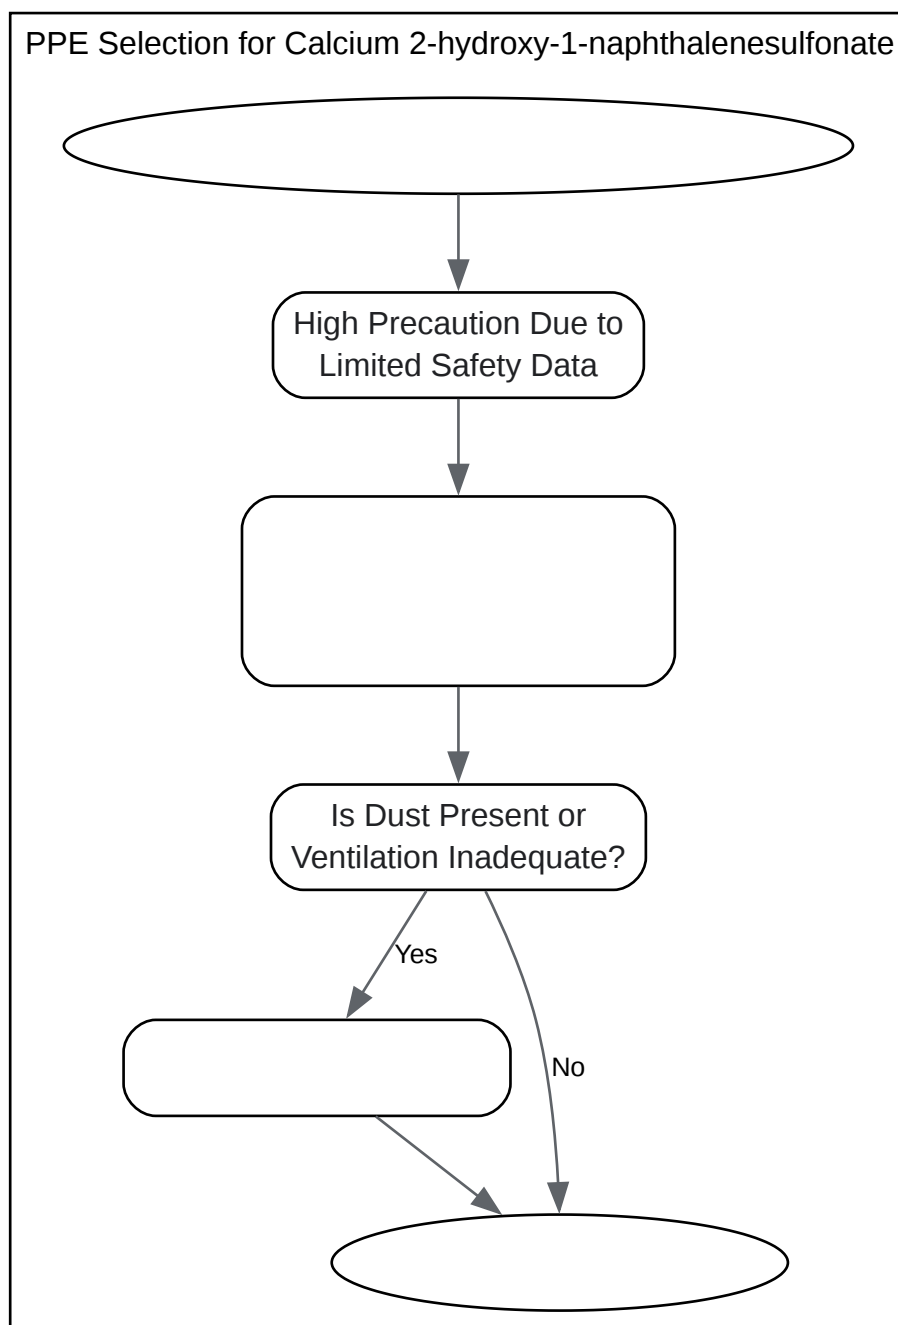 PPE Selection for Calcium 2-hydroxy-1-naphthalenesulfonate
High Precaution Due to
Limited Safety Data
Is Dust Present or
Ventilation Inadequate?
Yes
No